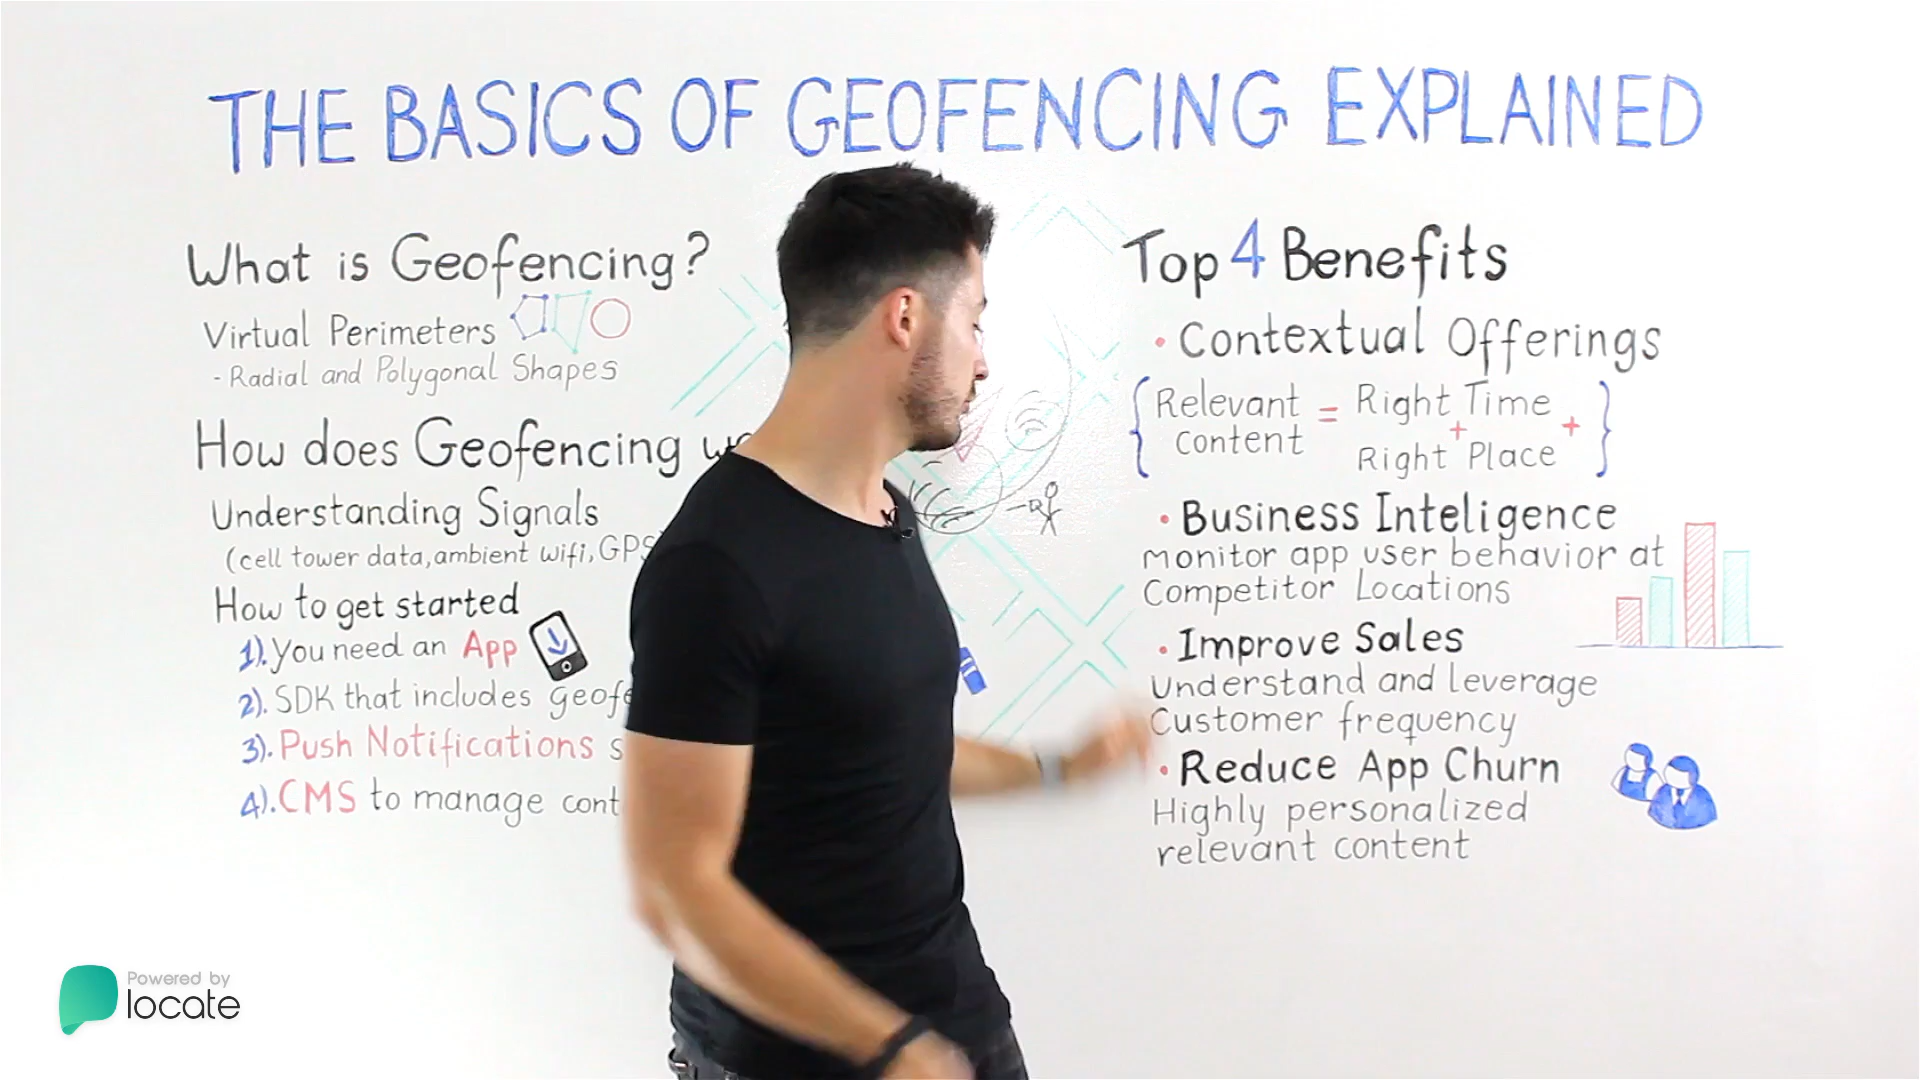 THE BASICS OF GEOFENCING EXPLAINED
What is Geofencing?
Virtual Perimeters
- Radial and Polygonal Shapes
How does Geofencing
Understanding Signals
(cell tower data, ambient wifi, GPS
How to get started
1). You need an App
2). SDK that includes
3). Push Notifications
4). CMS to manage
Top 4 Benefits
• Contextual Offerings
{ Relevant content = Right Time + Right Place + }
• Business Inteligence
monitor app user behavior at
Competitor Locations
• Improve Sales
Understand and leverage
Customer frequency
• Reduce App Churn
Highly personalized
relevant content
Powered by
locate